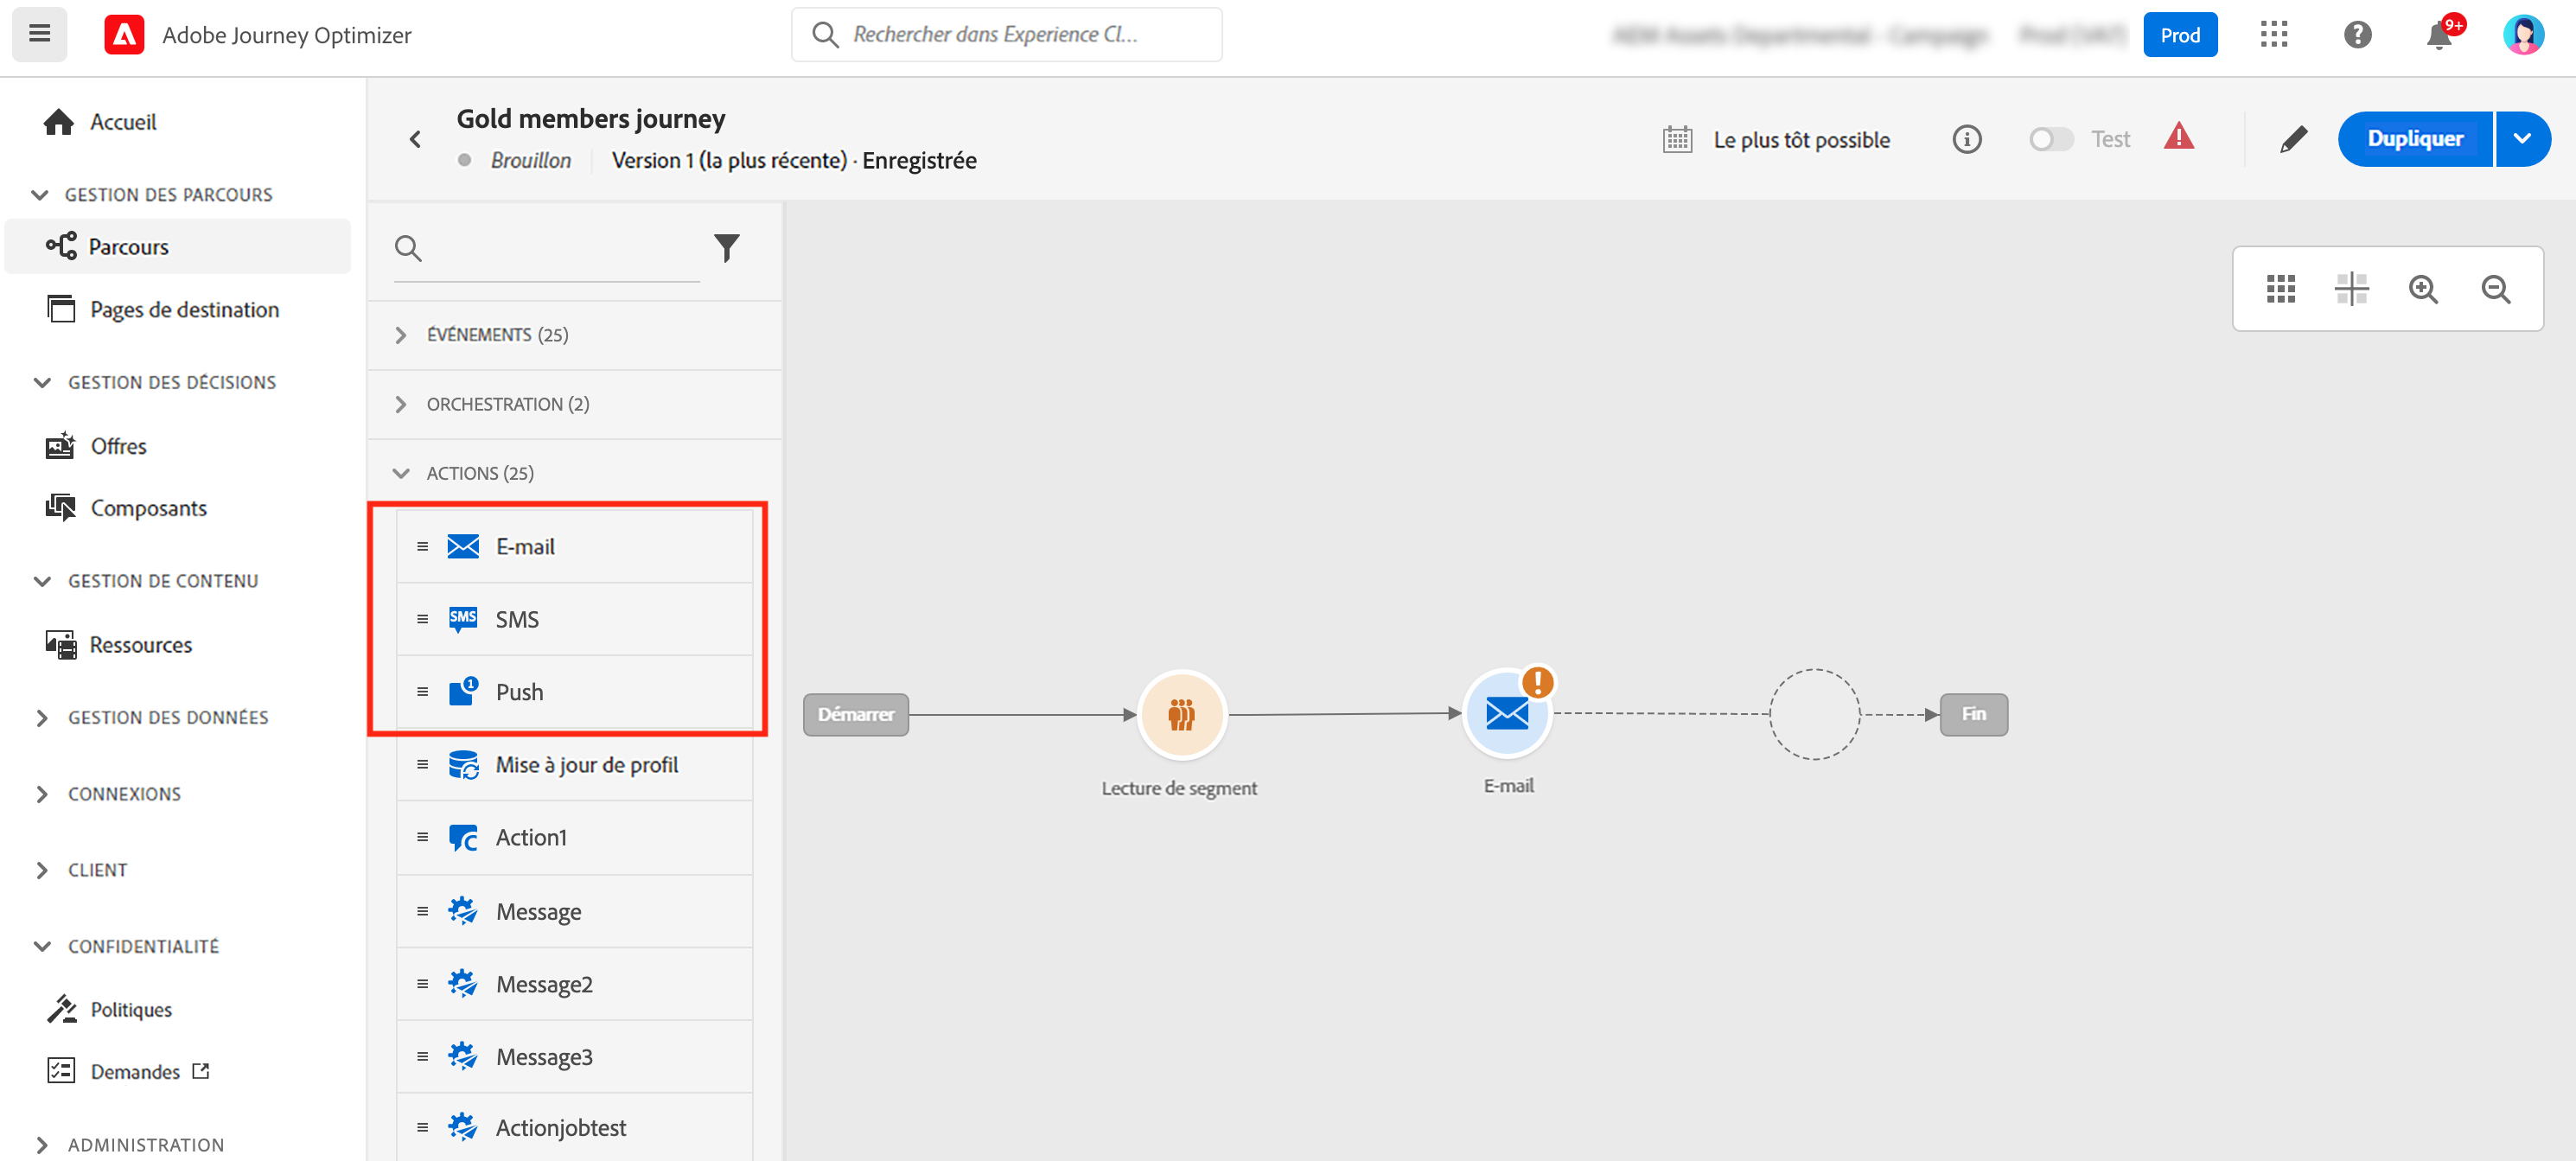 Adobe Journey Optimizer
Rechercher dans Experience Cl...
Prod
9+
Accueil
GESTION DES PARCOURS
Parcours
Pages de destination
GESTION DES DÉCISIONS
Offres
Composants
GESTION DE CONTENU
Ressources
GESTION DES DONNÉES
CONNEXIONS
CLIENT
CONFIDENTIALITÉ
Politiques
Demandes
ADMINISTRATION
Gold members journey
Brouillon Version 1 (la plus récente) · Enregistrée
Le plus tôt possible
Test
Dupliquer
ÉVÉNEMENTS (25)
ORCHESTRATION (2)
ACTIONS (25)
E-mail
SMS SMS
1 Push
Mise à jour de profil
Action1
Message
Message2
Message3
Actionjobtest
Démarrer
Lecture de segment
E-mail
Fin